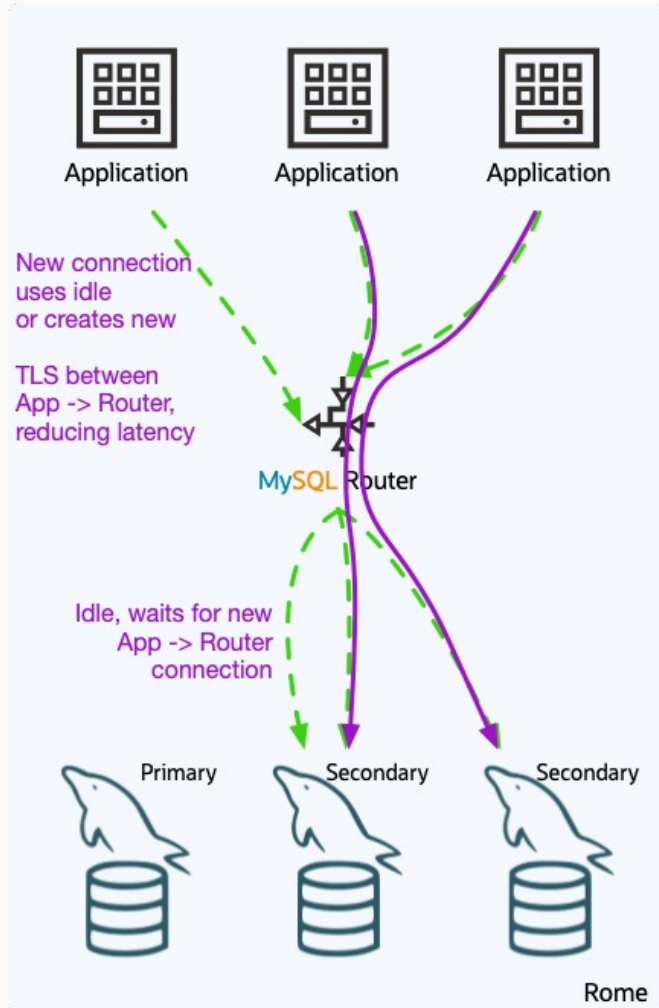 Application
Application
Application
New connection
uses idle
or creates new
TLS between
App -> Router,
reducing latency
MySQL Router
Idle, waits for new
App -> Router
connection
Primary
Secondary
Secondary
Rome